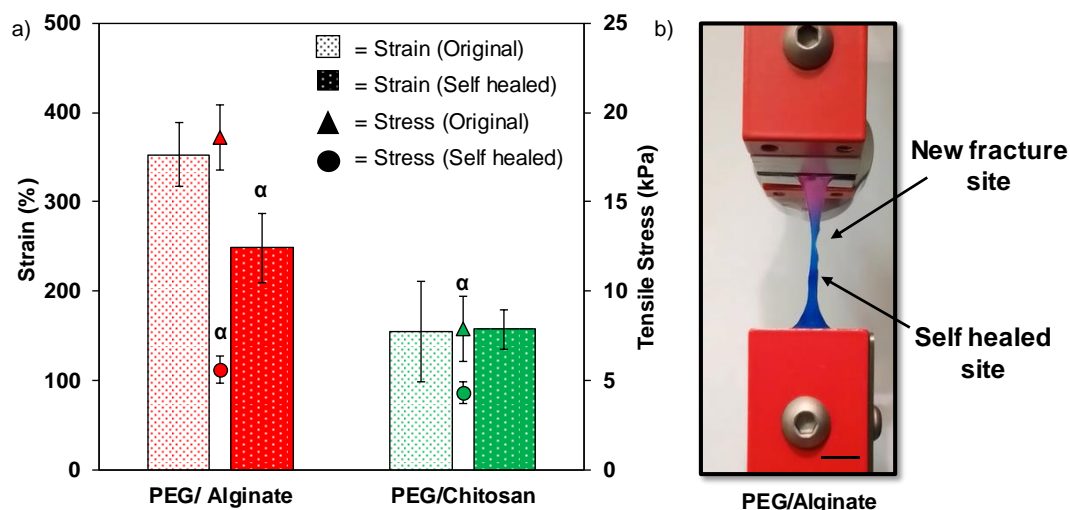 a)
500
400
300
200
100
0
Strain (%)
= Strain (Original)
= Strain (Self healed)
= Stress (Original)
= Stress (Self healed)
α
α
α
25
20
15
10
5
0
Tensile Stress (kPa)
PEG/ Alginate
PEG/Chitosan
b)
New fracture
site
Self healed
site
PEG/Alginate